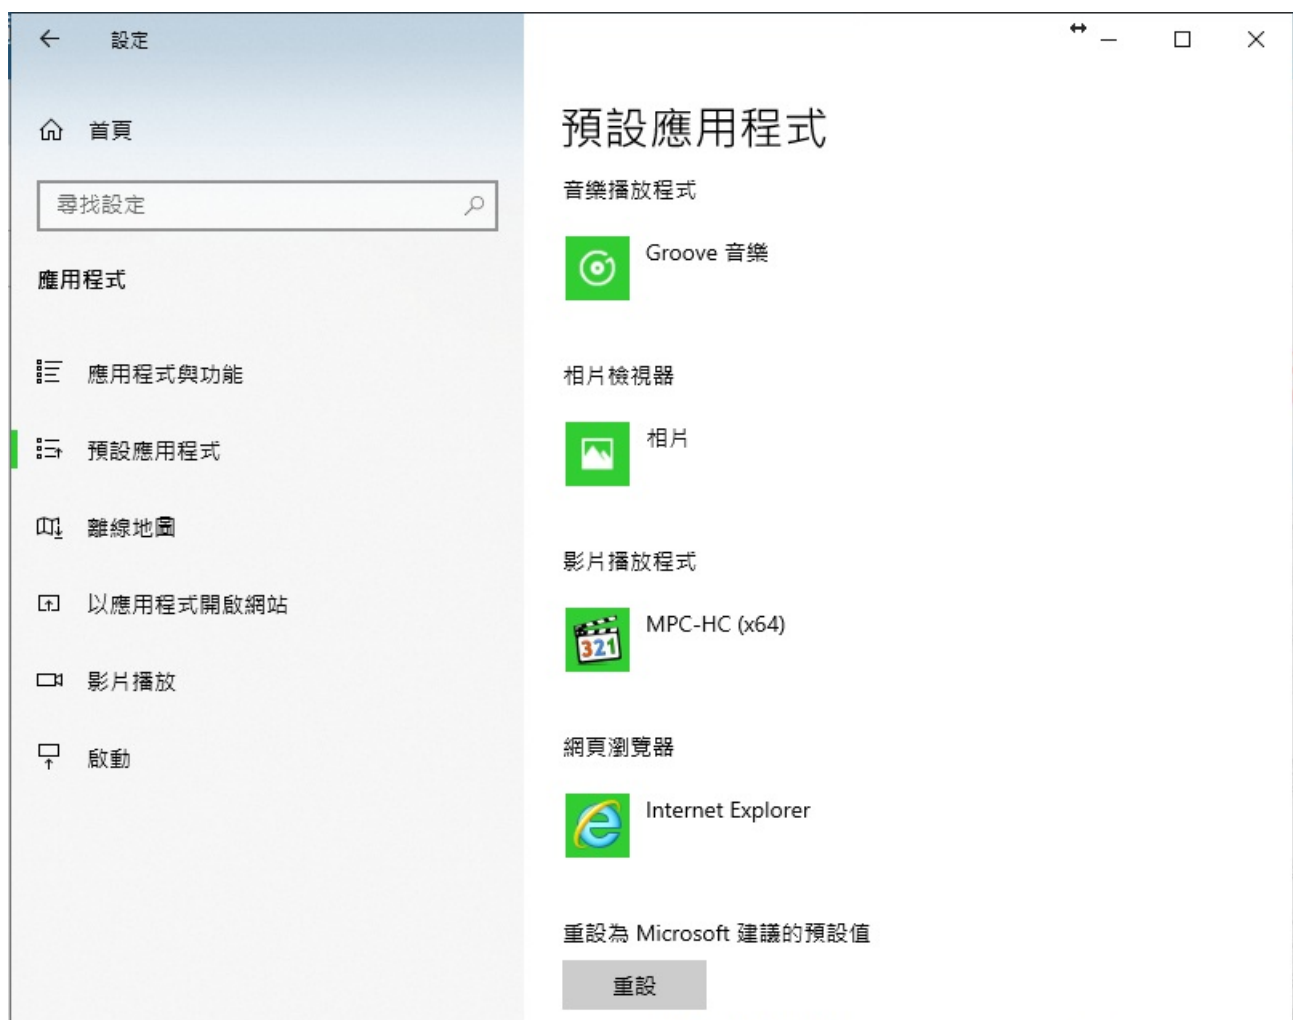 設定
首頁
尋找設定
應用程式
應用程式與功能
預設應用程式
離線地圖
以應用程式開啟網站
影片播放
啟動
預設應用程式
音樂播放程式
Groove 音樂
相片檢視器
相片
影片播放程式
321
MPC-HC (x64)
網頁瀏覽器
Internet Explorer
重設為 Microsoft 建議的預設值
重設